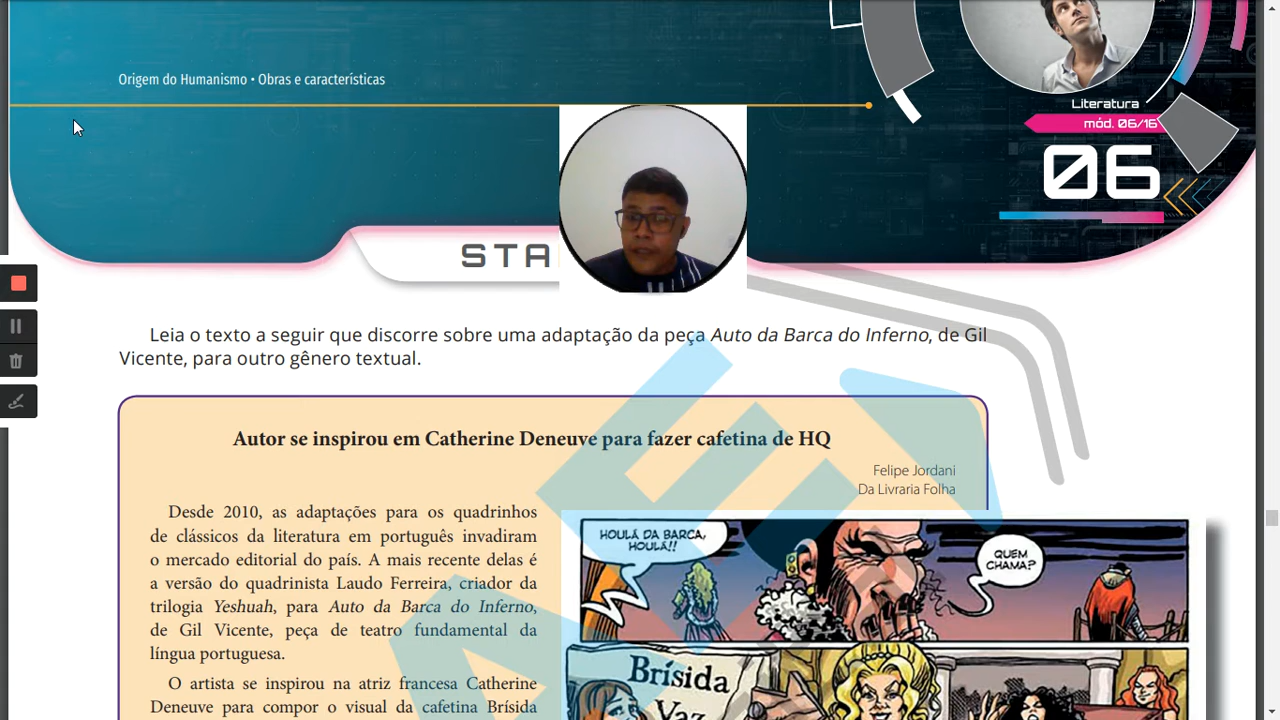 Origem do Humanismo • Obras e características
Literatura
mód. 06/16
06
STA
Leia o texto a seguir que discorre sobre uma adaptação da peça Auto da Barca do Inferno, de Gil
Vicente, para outro gênero textual.
Autor se inspirou em Catherine Deneuve para fazer cafetina de HQ
Felipe Jordani
Da Livraria Folha
Desde 2010, as adaptações para os quadrinhos
de clássicos da literatura em português invadiram
o mercado editorial do país. A mais recente delas é
a versão do quadrinista Laudo Ferreira, criador da
trilogia Yeshuah, para Auto da Barca do Inferno,
de Gil Vicente, peça de teatro fundamental da
língua portuguesa.
O artista se inspirou na atriz francesa Catherine
Deneuve para compor o visual da cafetina Brísida
HOULÁ DA BARCA,
HOULÁ!!
QUEM
CHAMA?
Brísida
Vaz